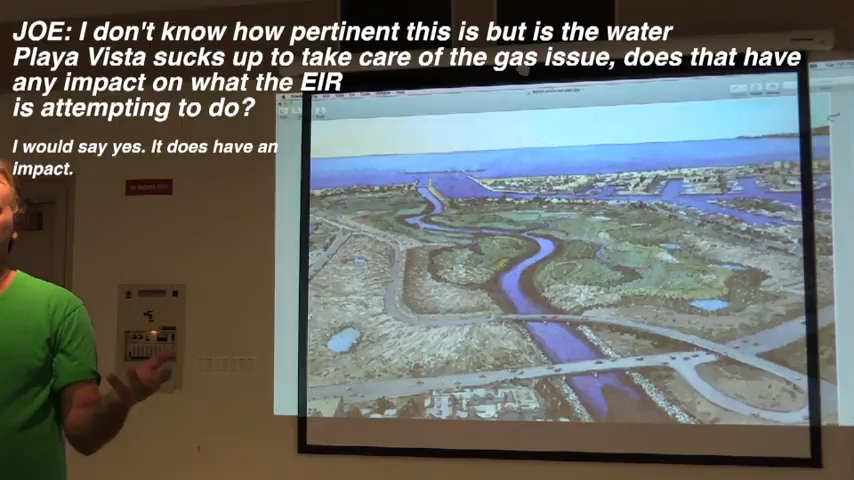 JOE: I don't know how pertinent this is but is the water
Playa Vista sucks up to take care of the gas issue, does that have
any impact on what the EIR
is attempting to do?
I would say yes. It does have an
impact.